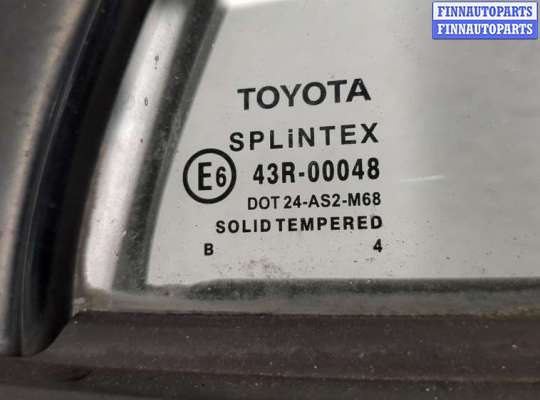 FINNAUTOPARTS
FINNAUTOPARTS
TOYOTA
SPLiNTEX
E6 43R-00048
DOT 24-AS2-M68
SOLID TEMPERED
B 4